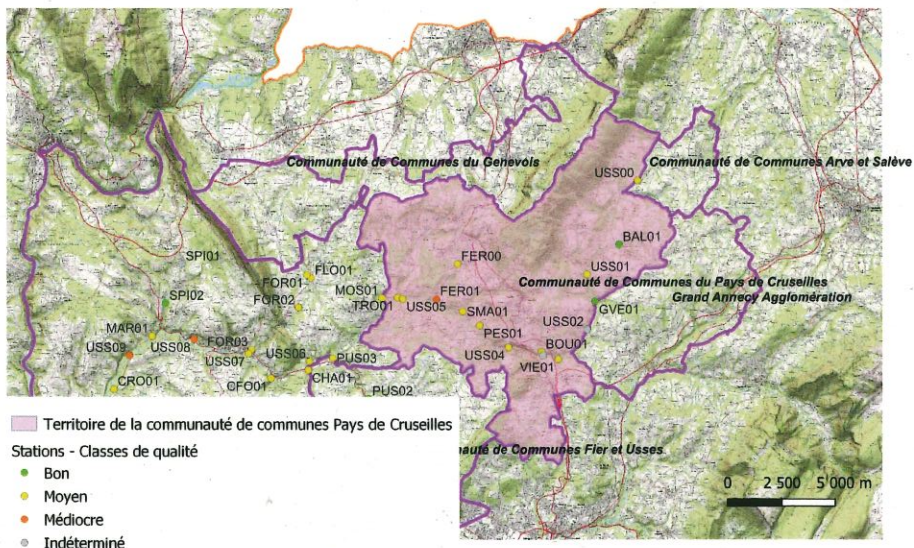 Communauté de Communes du Genevois
Communauté de Communes Arve et Salève
USS00
BAL01
SPI01
FER00
FLO01
FOR01
USS01
Communauté de Communes du Pays de Cruseilles
Grand Annecy Agglomération
SPI02
MOS01
FER01
FOR02
TRO01
USS05
GVE01
SMA01
USS02
MAR01
PES01
USS09
USS08
FOR03
USS07
USS06
PUS03
USS04
BOU01
VIE01
CRO01
CFO01
CHA01
PUS02
Territoire de la communauté de communes Pays de Cruseilles
nauté de Communes Fier et Usses
Stations - Classes de qualité
Bon
Moyen
Médiocre
Indéterminé
0 2 500 5 000 m